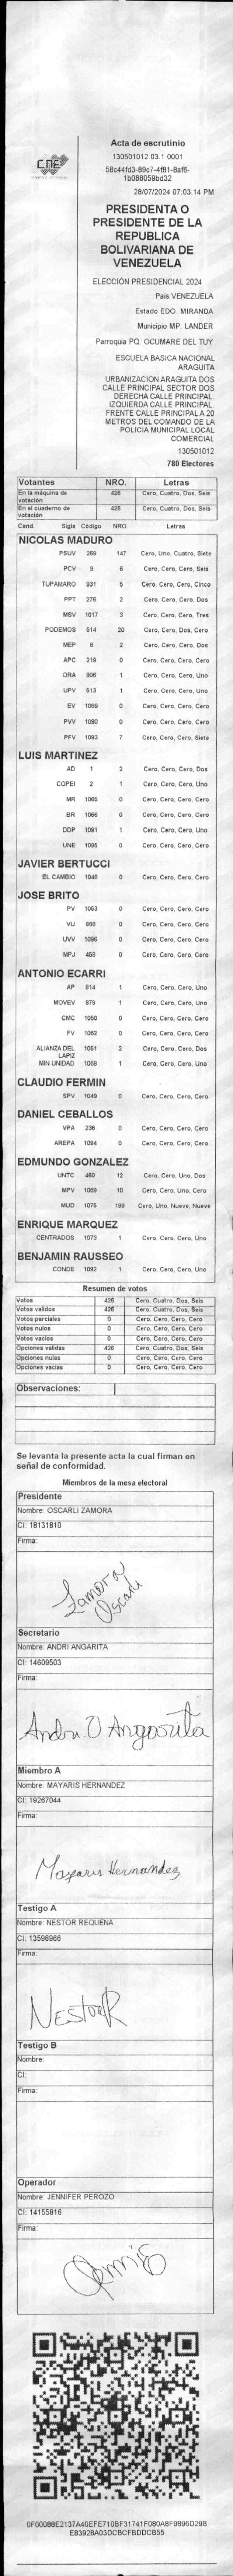 CNE
Acta de escrutinio
130501012 03.1.0001
58c44fd3-89c7-4f81-8af6-
1b088059bd32
28/07/2024 07:03:14 PM
PRESIDENTA O
PRESIDENTE DE LA
REPUBLICA
BOLIVARIANA DE
VENEZUELA
ELECCIÓN PRESIDENCIAL 2024
País VENEZUELA
Estado EDO. MIRANDA
Municipio MP. LANDER
Parroquia PQ. OCUMARE DEL TUY
ESCUELA BASICA NACIONAL
ARAGUITA
URBANIZACION ARAGUITA DOS
CALLE PRINCIPAL SECTOR DOS
DERECHA CALLE PRINCIPAL.
IZQUIERDA CALLE PRINCIPAL.
FRENTE CALLE PRINCIPAL A 20
METROS DEL COMANDO DE LA
POLICIA MUNICIPAL LOCAL
COMERCIAL
130501012
780 Electores
Votantes NRO. Letras
En la máquina de votación 426 Cero, Cuatro, Dos, Seis
En el cuaderno de votación 426 Cero, Cuatro, Dos, Seis
Cand. Sigla Código NRO. Letras
NICOLAS MADURO
PSUV 269 147 Cero, Uno, Cuatro, Siete
PCV 9 6 Cero, Cero, Cero, Seis
TUPAMARO 931 5 Cero, Cero, Cero, Cinco
PPT 276 2 Cero, Cero, Cero, Dos
MSV 1017 3 Cero, Cero, Cero, Tres
PODEMOS 514 20 Cero, Cero, Dos, Cero
MEP 6 2 Cero, Cero, Cero, Dos
APC 219 0 Cero, Cero, Cero, Cero
ORA 906 1 Cero, Cero, Cero, Uno
UPV 513 1 Cero, Cero, Cero, Uno
EV 1089 0 Cero, Cero, Cero, Cero
PVV 1090 0 Cero, Cero, Cero, Cero
PFV 1093 7 Cero, Cero, Cero, Siete
LUIS MARTINEZ
AD 1 2 Cero, Cero, Cero, Dos
COPEI 2 1 Cero, Cero, Cero, Uno
MR 1065 0 Cero, Cero, Cero, Cero
BR 1066 0 Cero, Cero, Cero, Cero
DDP 1091 1 Cero, Cero, Cero, Uno
UNE 1095 0 Cero, Cero, Cero, Cero
JAVIER BERTUCCI
EL CAMBIO 1048 0 Cero, Cero, Cero, Cero
JOSE BRITO
PV 1053 0 Cero, Cero, Cero, Cero
VU 969 0 Cero, Cero, Cero, Cero
UVV 1096 0 Cero, Cero, Cero, Cero
MPJ 458 0 Cero, Cero, Cero, Cero
ANTONIO ECARRI
AP 914 1 Cero, Cero, Cero, Uno
MOVEV 979 1 Cero, Cero, Cero, Uno
CMC 1050 0 Cero, Cero, Cero, Cero
FV 1062 0 Cero, Cero, Cero, Cero
ALIANZA DEL LAPIZ 1051 2 Cero, Cero, Cero, Dos
MIN UNIDAD 1068 1 Cero, Cero, Cero, Uno
CLAUDIO FERMIN
SPV 1049 0 Cero, Cero, Cero, Cero
DANIEL CEBALLOS
VPA 236 0 Cero, Cero, Cero, Cero
AREPA 1094 0 Cero, Cero, Cero, Cero
EDMUNDO GONZALEZ
UNTC 460 12 Cero, Cero, Uno, Dos
MPV 1069 10 Cero, Cero, Uno, Cero
MUD 1075 199 Cero, Uno, Nueve, Nueve
ENRIQUE MARQUEZ
CENTRADOS 1073 1 Cero, Cero, Cero, Uno
BENJAMIN RAUSSEO
CONDE 1092 1 Cero, Cero, Cero, Uno
Resumen de votos
Votos 426 Cero, Cuatro, Dos, Seis
Votos validos 426 Cero, Cuatro, Dos, Seis
Votos parciales 0 Cero, Cero, Cero, Cero
Votos nulos 0 Cero, Cero, Cero, Cero
Votos vacios 0 Cero, Cero, Cero, Cero
Opciones validas 426 Cero, Cuatro, Dos, Seis
Opciones nulas 0 Cero, Cero, Cero, Cero
Opciones vacias 0 Cero, Cero, Cero, Cero
Observaciones:
Se levanta la presente acta la cual firman en
señal de conformidad.
Miembros de la mesa electoral
Presidente
Nombre: OSCARLI ZAMORA
CI: 18131810
Firma:
Zamora
Oscarli
Secretario
Nombre: ANDRI ANGARITA
CI: 14609503
Firma:
Andri O Angarita
Miembro A
Nombre: MAYARIS HERNANDEZ
CI: 19267044
Firma:
Mayaris Hernandez
Testigo A
Nombre: NESTOR REQUENA
CI: 13598966
Firma:
NestorR
Testigo B
Nombre:
CI:
Firma:
Operador
Nombre: JENNIFER PEROZO
CI: 14155816
Firma:
0F00088E2137A40EFE710BF31741F080A8F9896D29B
E83928A03DCBCFBDDCB55